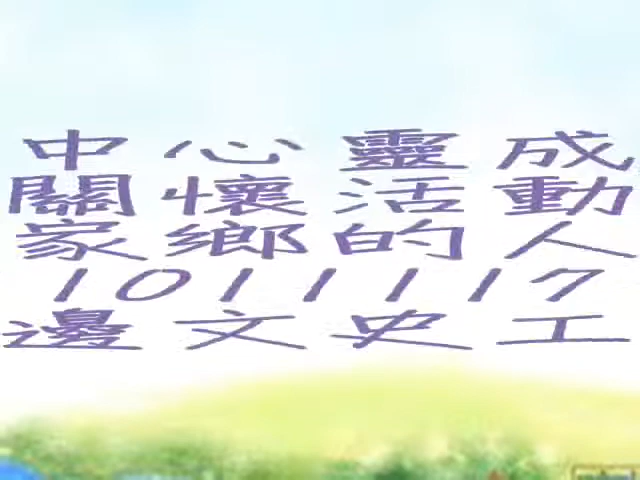 中心靈成
關懷活動
家鄉的人
1011117
邊文史工